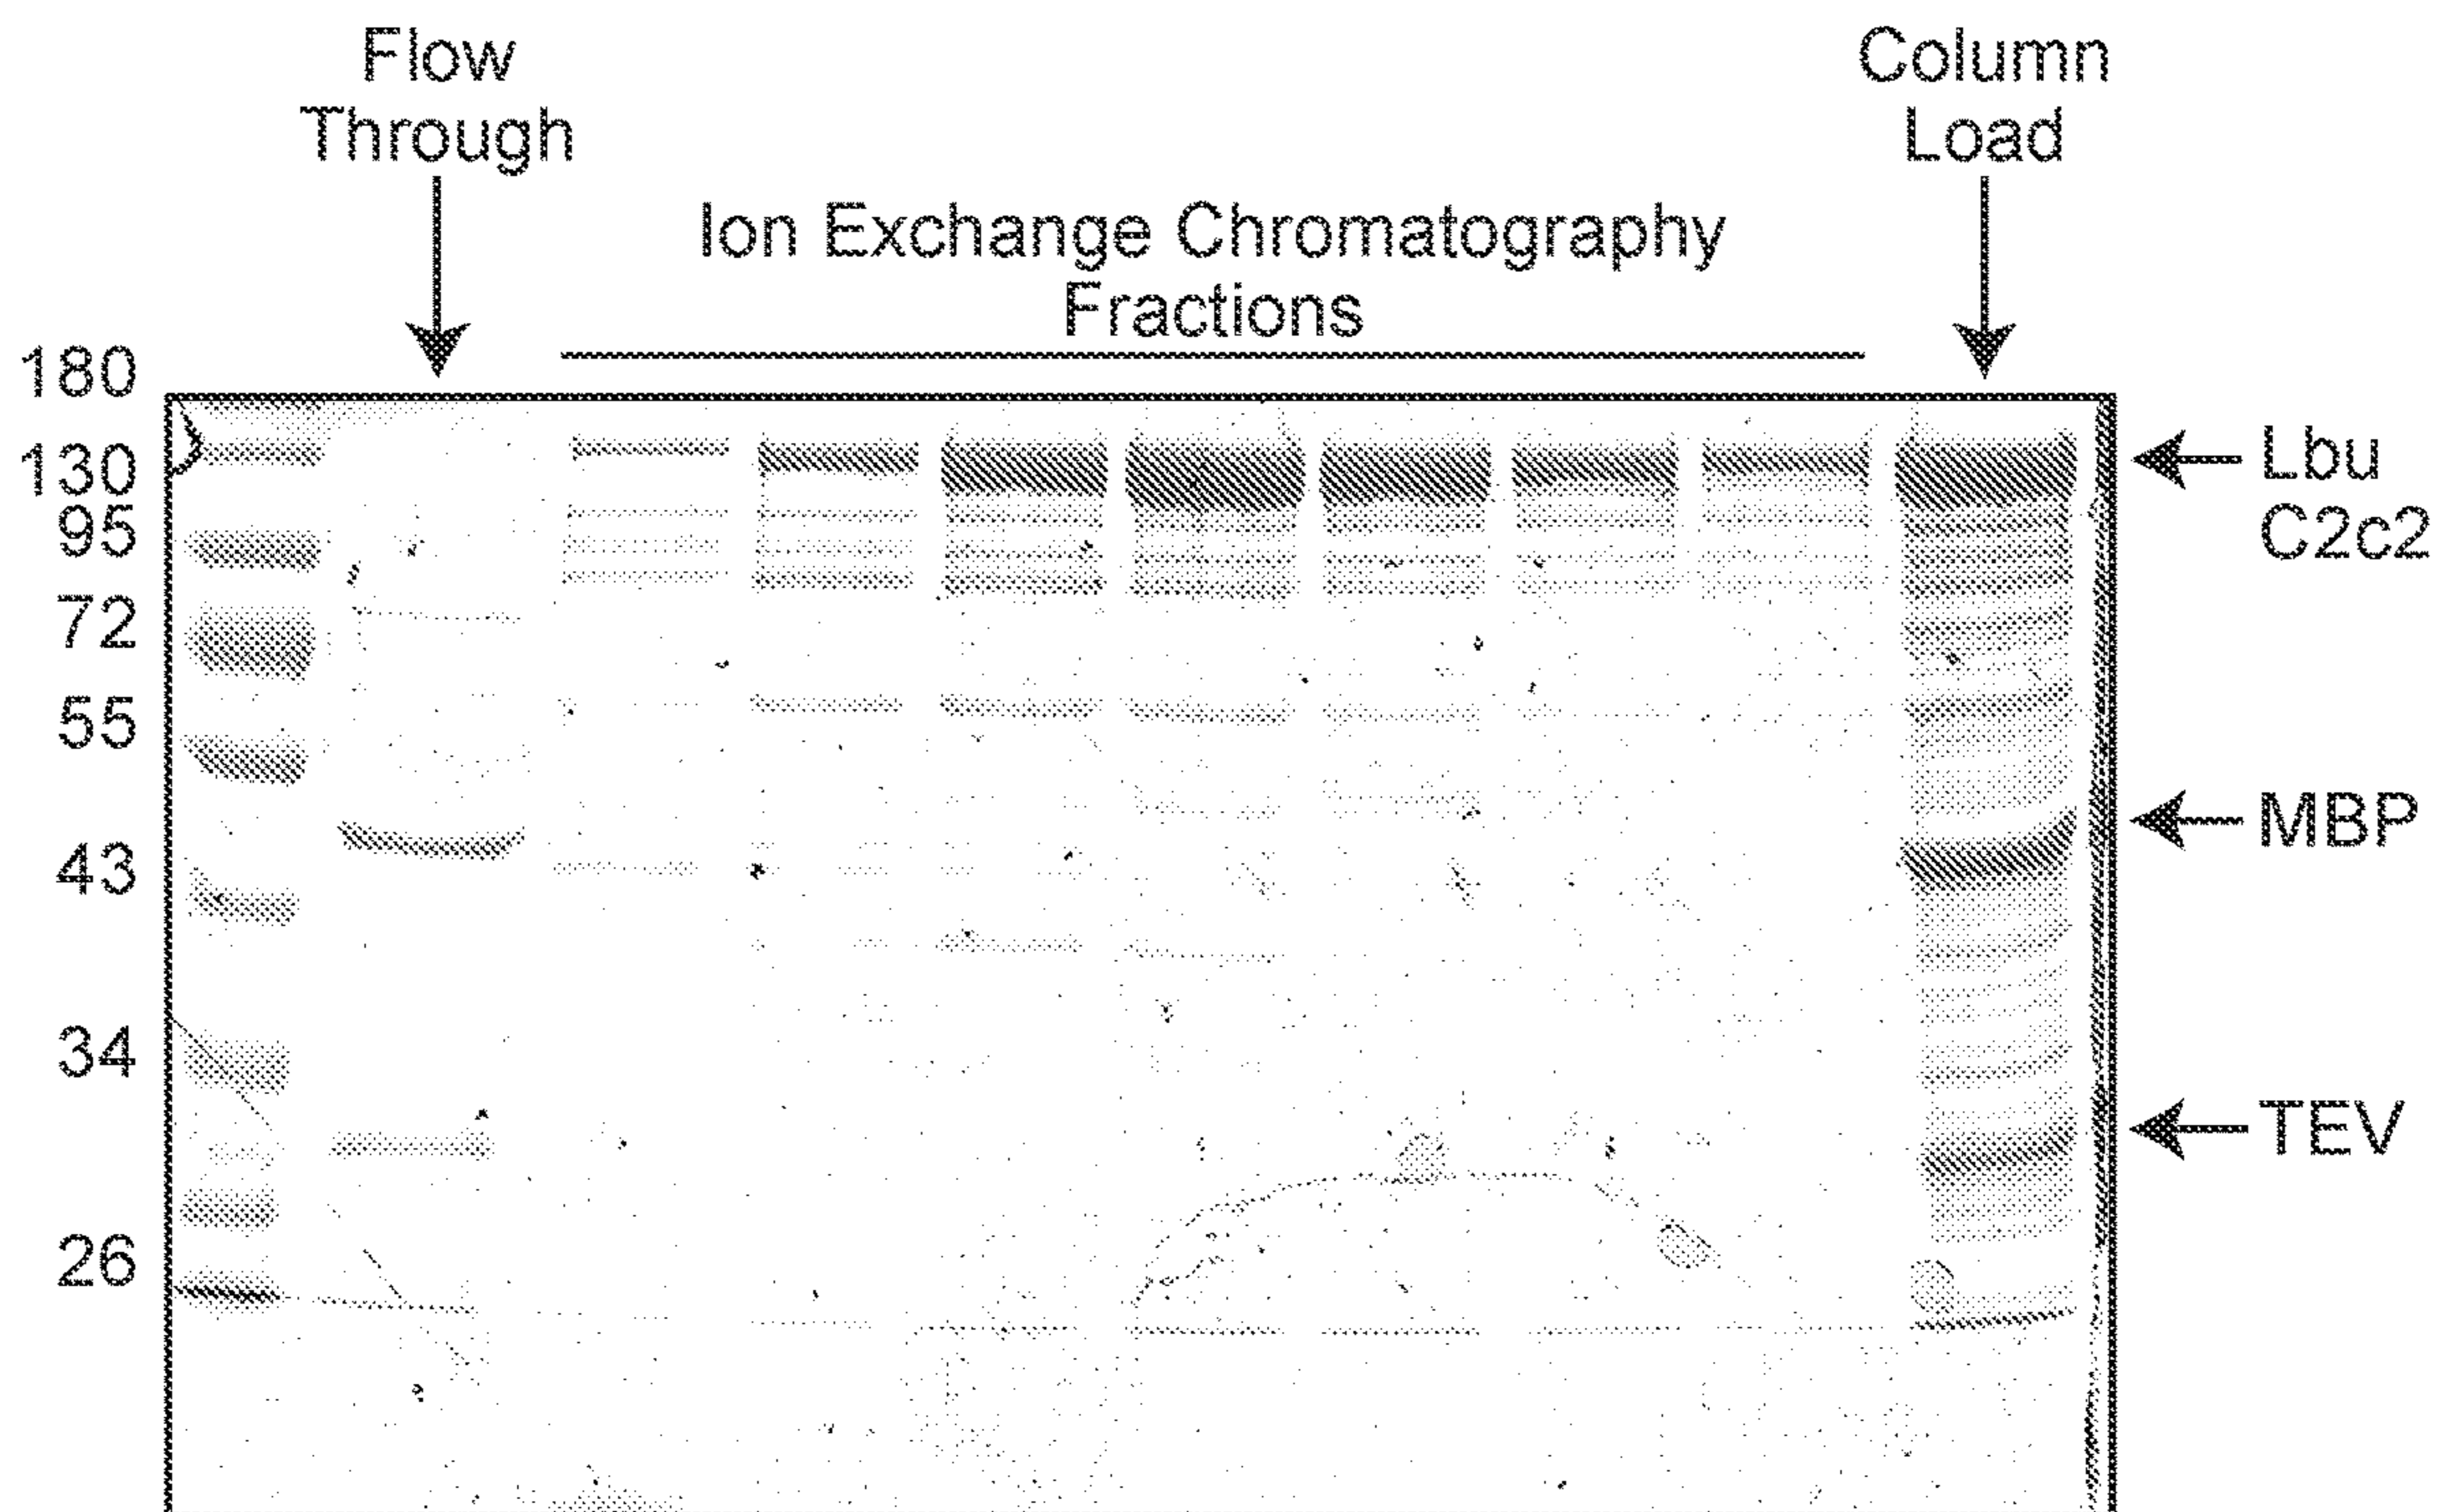 Flow
Through
Column
Load
Ion Exchange Chromatography
Fractions
180
130
95
72
55
43
34
26
Lbu
C2c2
MBP
TEV